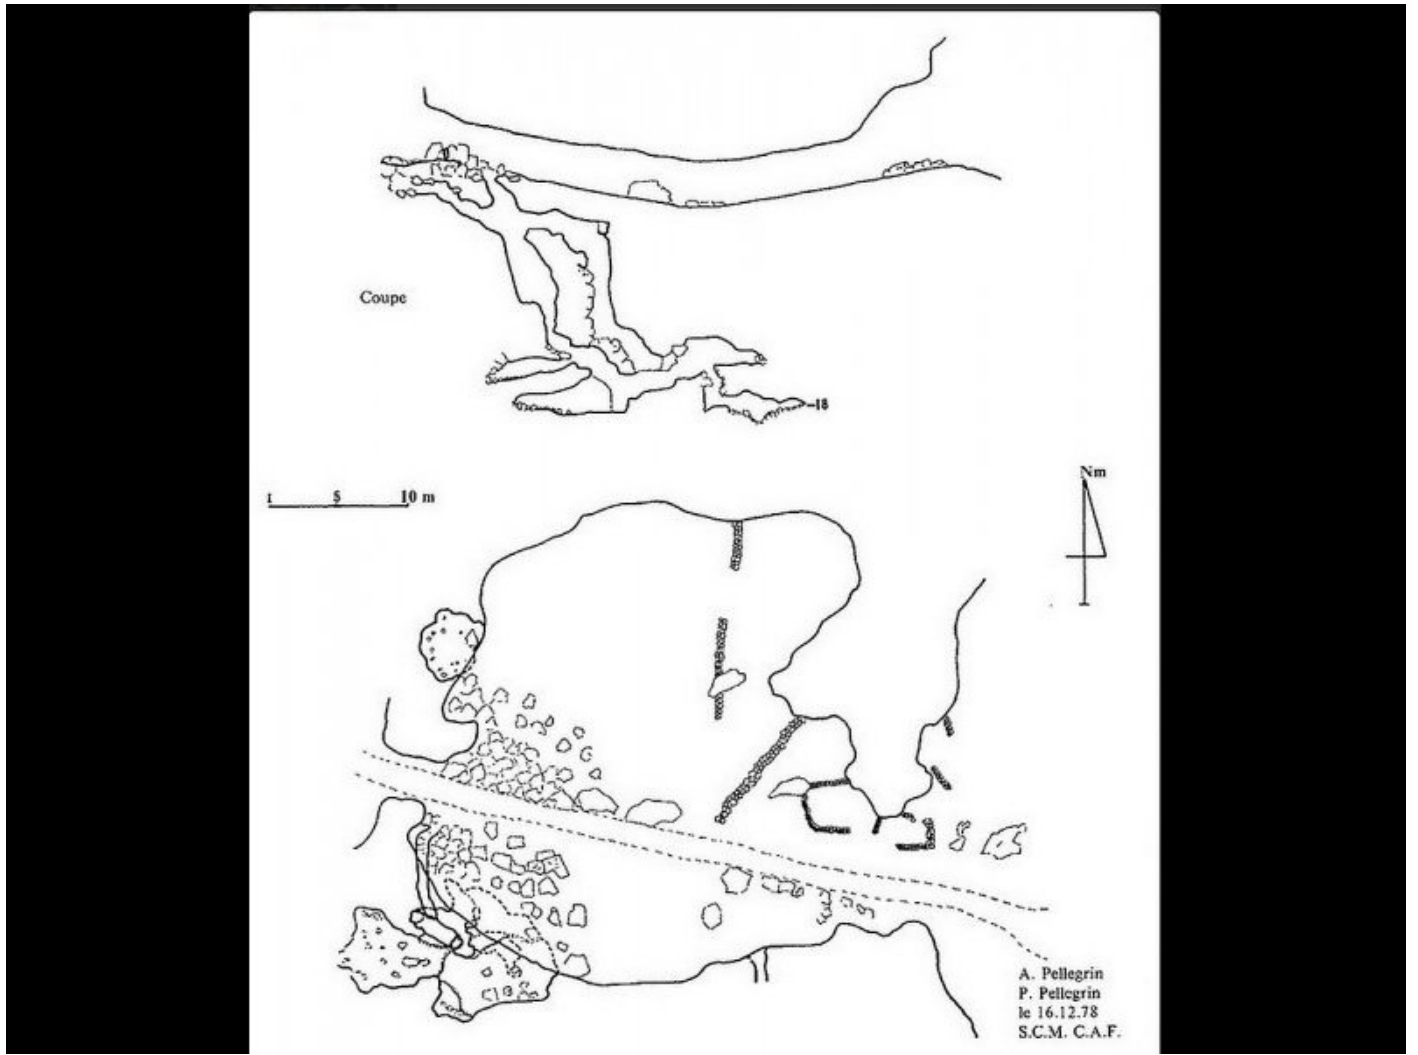 Coupe
-18
1 5 10 m
Nm
A. Pellegrin
P. Pellegrin
le 16.12.78
S.C.M. C.A.F.